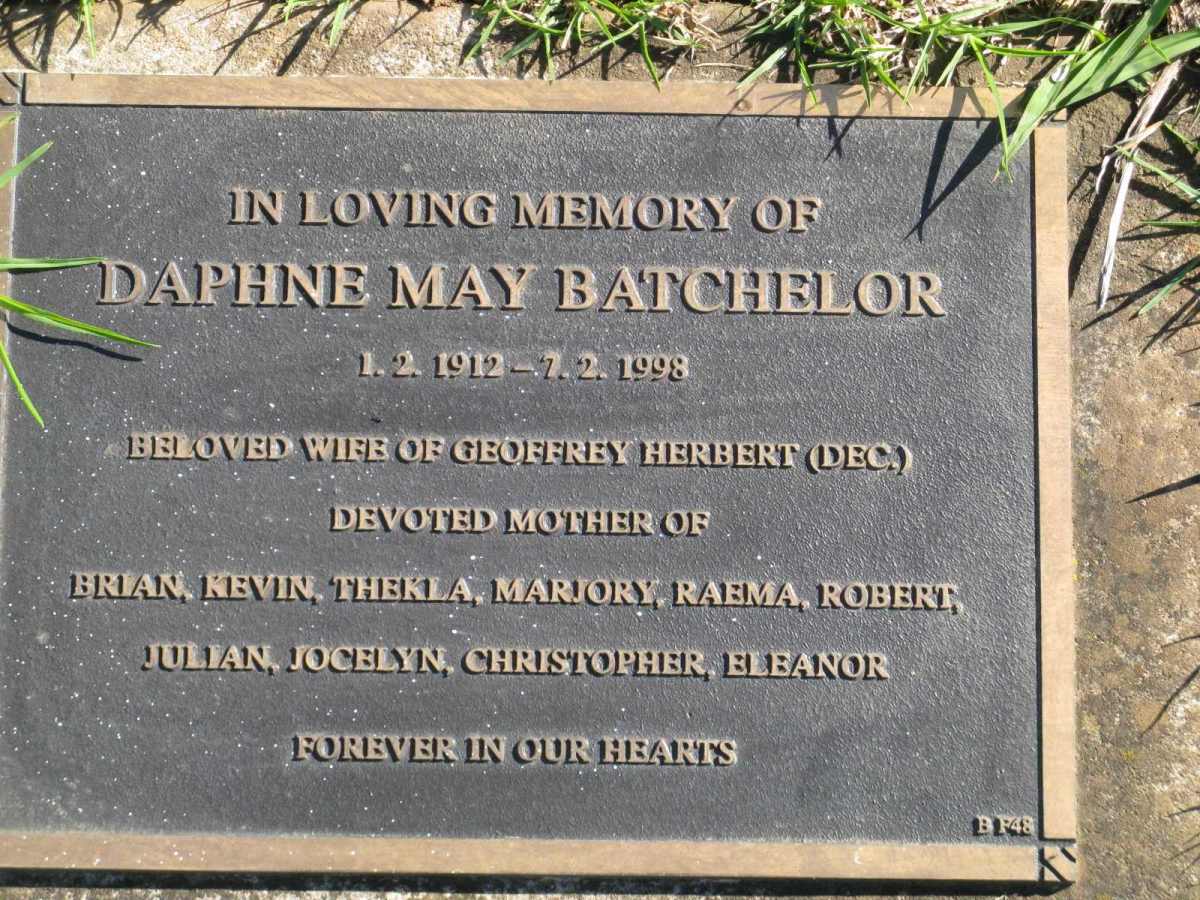 IN LOVING MEMORY OF
DAPHNE MAY BATCHELOR
1. 2. 1912 – 7. 2. 1998
BELOVED WIFE OF GEOFFREY HERBERT (DEC.)
DEVOTED MOTHER OF
BRIAN, KEVIN, THEKLA, MARJORY, RAEMA, ROBERT,
JULIAN, JOCELYN, CHRISTOPHER, ELEANOR
FOREVER IN OUR HEARTS
B F48